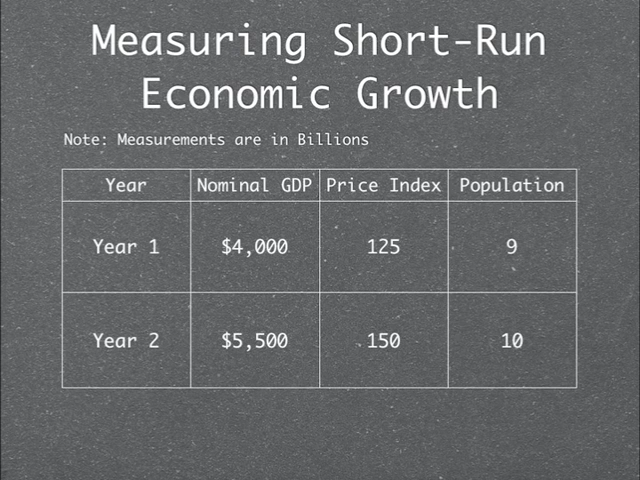 Measuring Short-Run
Economic Growth
Note: Measurements are in Billions
Year Nominal GDP Price Index Population
Year 1 $4,000 125 9
Year 2 $5,500 150 10